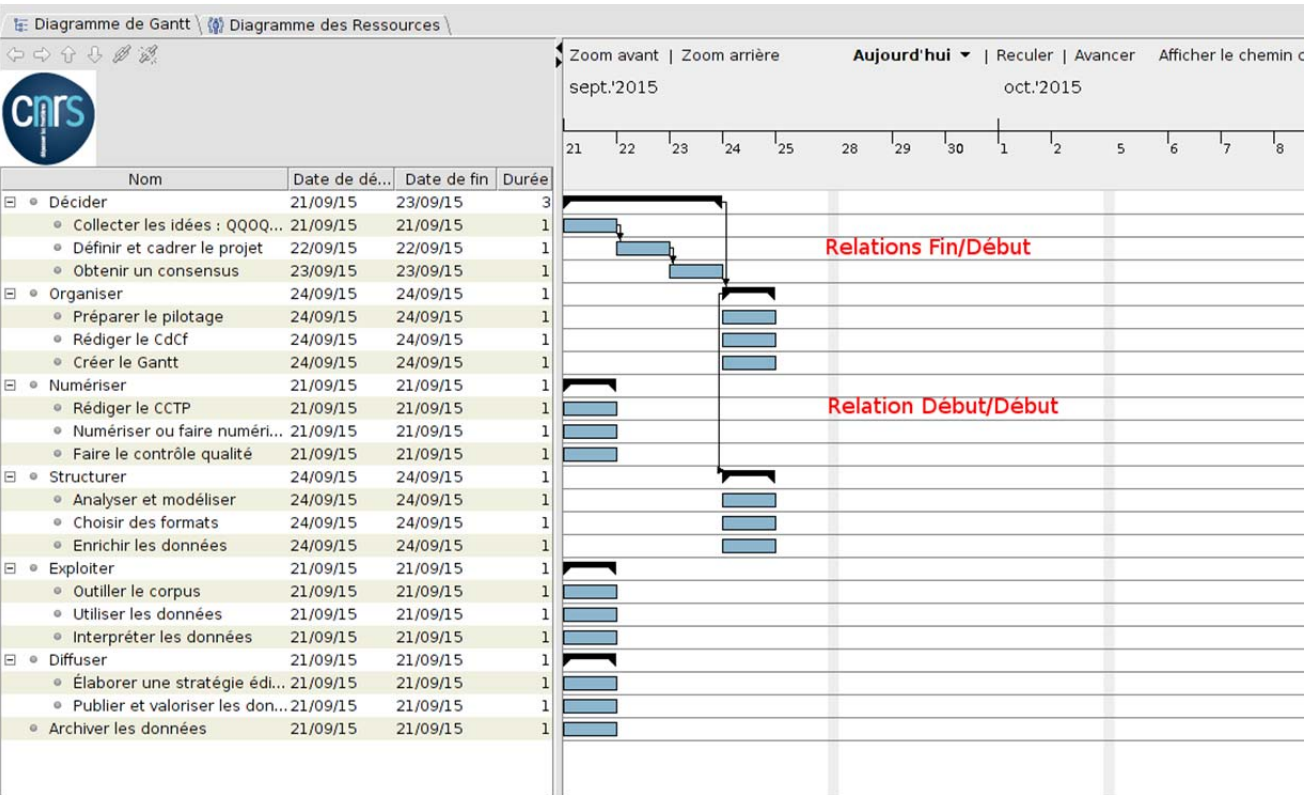 Diagramme de Gantt Diagramme des Ressources
Zoom avant | Zoom arrière Aujourd'hui | Reculer | Avancer Afficher le chemin c
sept.'2015 oct.'2015
cnrs
21 22 23 24 25 28 29 30 1 2 5 6 7 8
Nom Date de dé... Date de fin Durée
Décider 21/09/15 23/09/15 3
Collecter les idées : QQOQ... 21/09/15 21/09/15 1
Définir et cadrer le projet 22/09/15 22/09/15 1
Relations Fin/Début
Obtenir un consensus 23/09/15 23/09/15 1
Organiser 24/09/15 24/09/15 1
Préparer le pilotage 24/09/15 24/09/15 1
Rédiger le CdCf 24/09/15 24/09/15 1
Créer le Gantt 24/09/15 24/09/15 1
Numériser 21/09/15 21/09/15 1
Rédiger le CCTP 21/09/15 21/09/15 1
Relation Début/Début
Numériser ou faire numéri... 21/09/15 21/09/15 1
Faire le contrôle qualité 21/09/15 21/09/15 1
Structurer 24/09/15 24/09/15 1
Analyser et modéliser 24/09/15 24/09/15 1
Choisir des formats 24/09/15 24/09/15 1
Enrichir les données 24/09/15 24/09/15 1
Exploiter 21/09/15 21/09/15 1
Outiller le corpus 21/09/15 21/09/15 1
Utiliser les données 21/09/15 21/09/15 1
Interpréter les données 21/09/15 21/09/15 1
Diffuser 21/09/15 21/09/15 1
Élaborer une stratégie édi... 21/09/15 21/09/15 1
Publier et valoriser les don... 21/09/15 21/09/15 1
Archiver les données 21/09/15 21/09/15 1